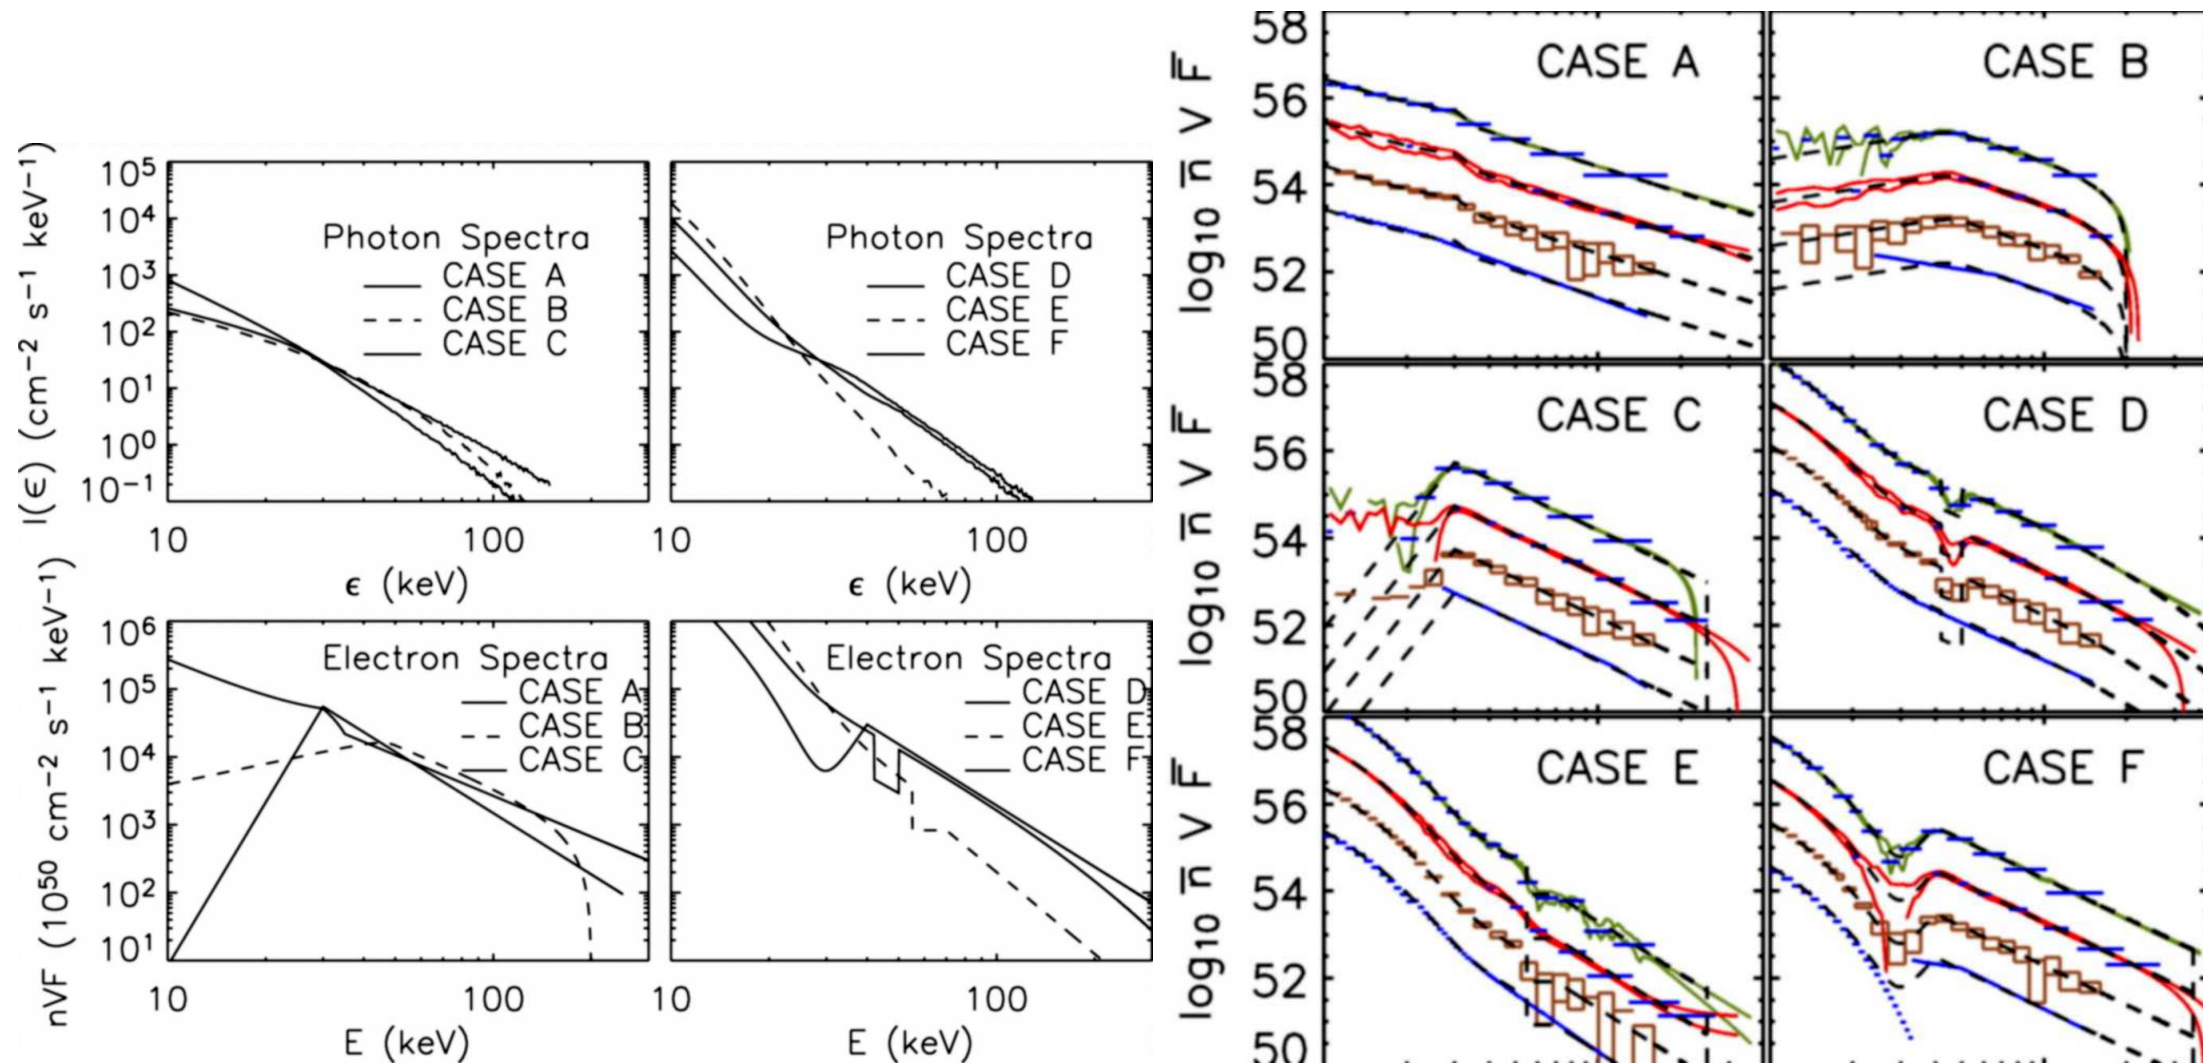 I(ϵ) (cm⁻² s⁻¹ keV⁻¹)
10⁵
10⁴
10³
10²
10¹
10⁰
10⁻¹
Photon Spectra
CASE A
CASE B
CASE C
10
100
ϵ (keV)
Photon Spectra
CASE D
CASE E
CASE F
10
100
ϵ (keV)
nVF (10⁵⁰ cm⁻² s⁻¹ keV⁻¹)
10⁶
10⁵
10⁴
10³
10²
10¹
Electron Spectra
CASE A
CASE B
CASE C
10
100
E (keV)
Electron Spectra
CASE D
CASE E
CASE F
10
100
E (keV)
log₁₀ n̅ V F̅
58
56
54
52
50
CASE A
CASE B
log₁₀ n̅ V F̅
58
56
54
52
50
CASE C
CASE D
log₁₀ n̅ V F̅
58
56
54
52
50
CASE E
CASE F